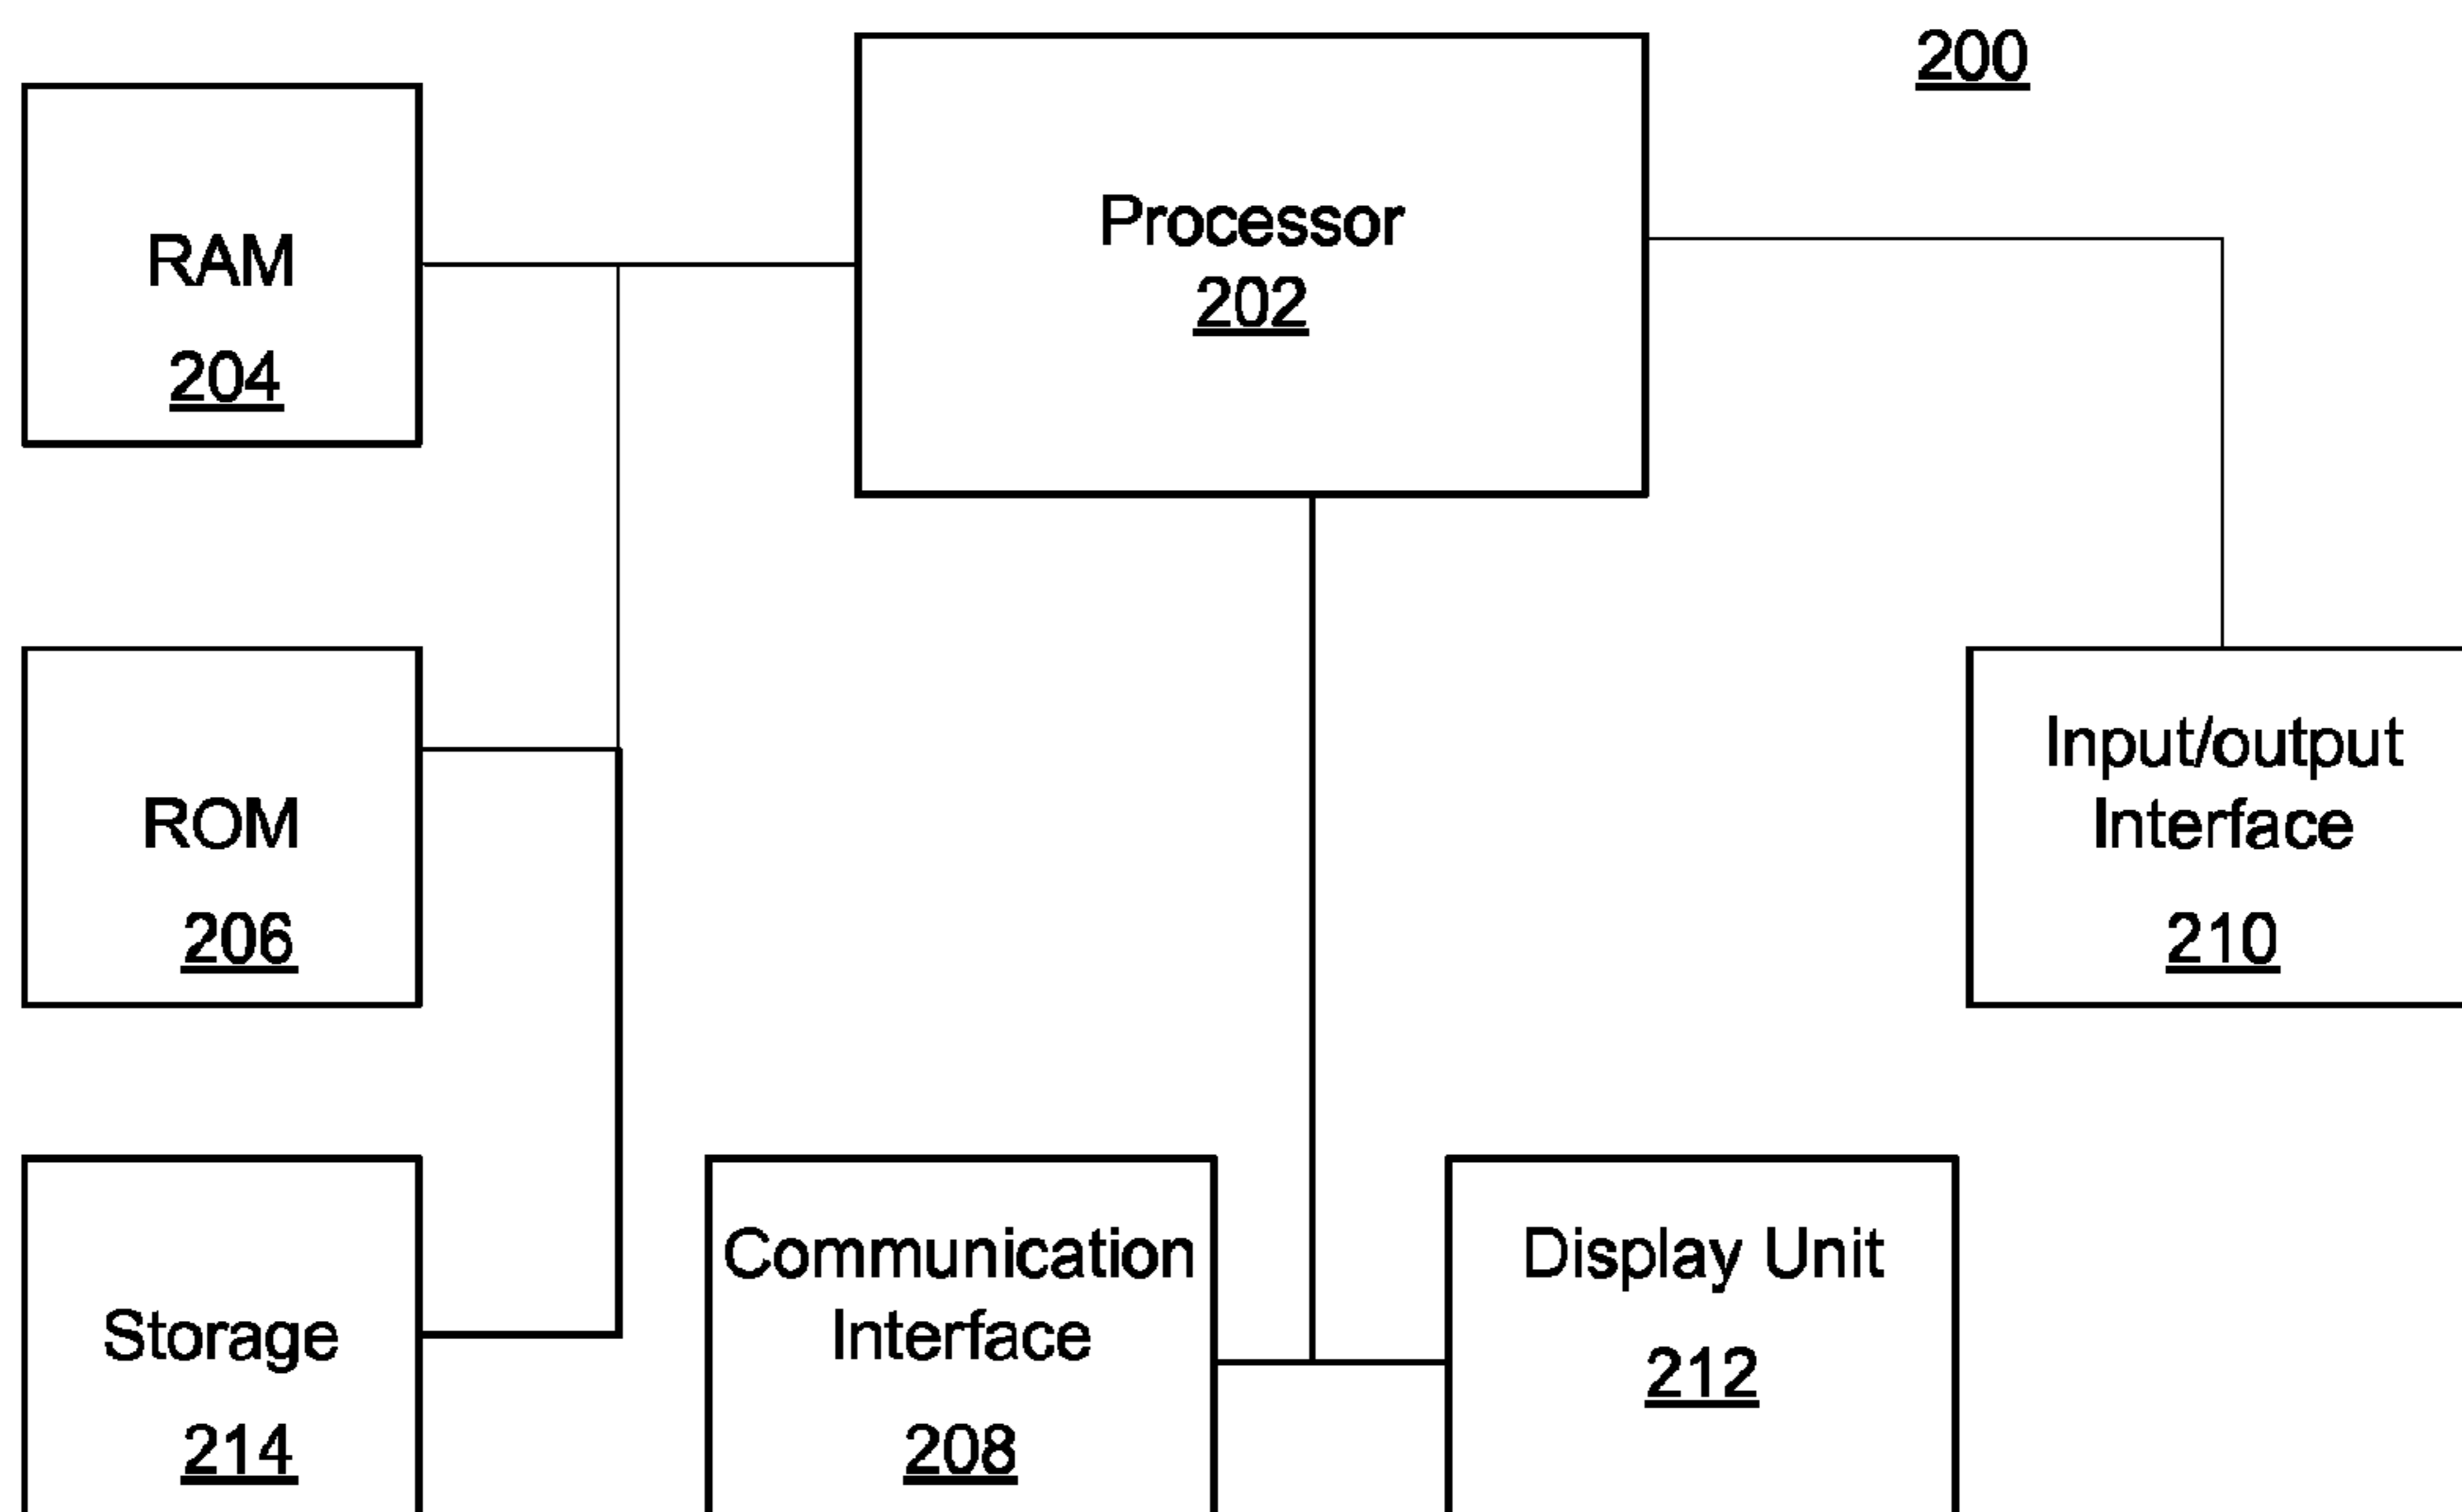 200
Processor
202
RAM
204
Input/output
Interface
210
ROM
206
Storage
214
Communication
Interface
208
Display Unit
212